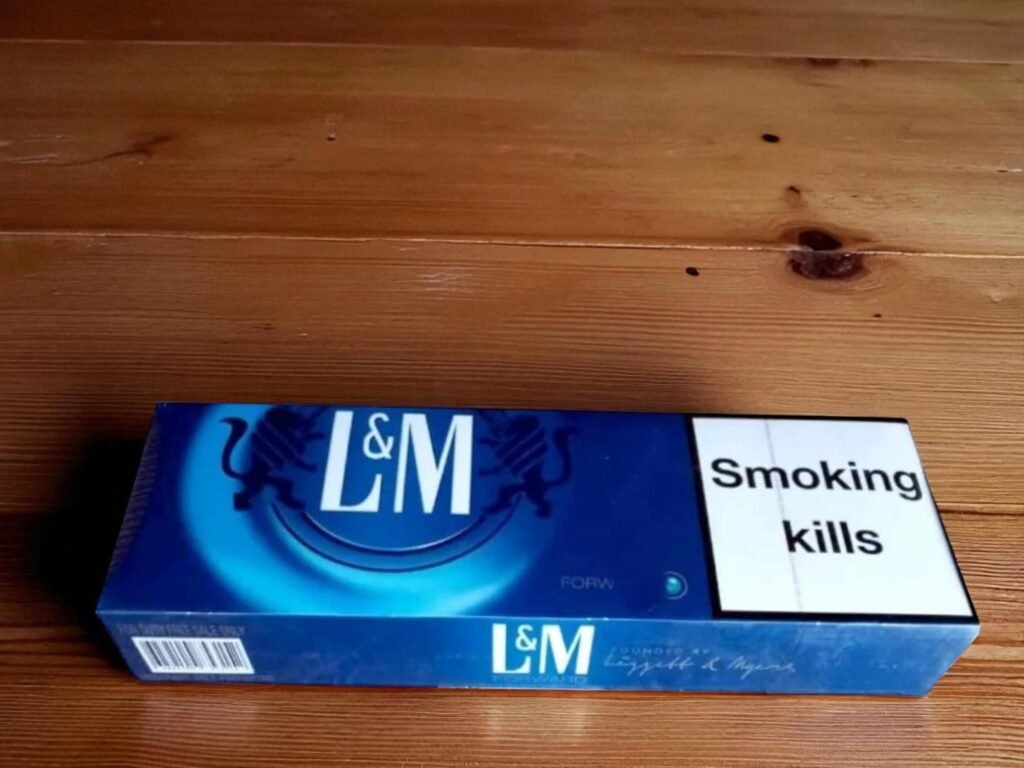 L&M
Smoking
kills
FORW
FOR DUTY FREE SALE ONLY
L&M
FORWARD
FOUNDED BY
Liggett & Myers